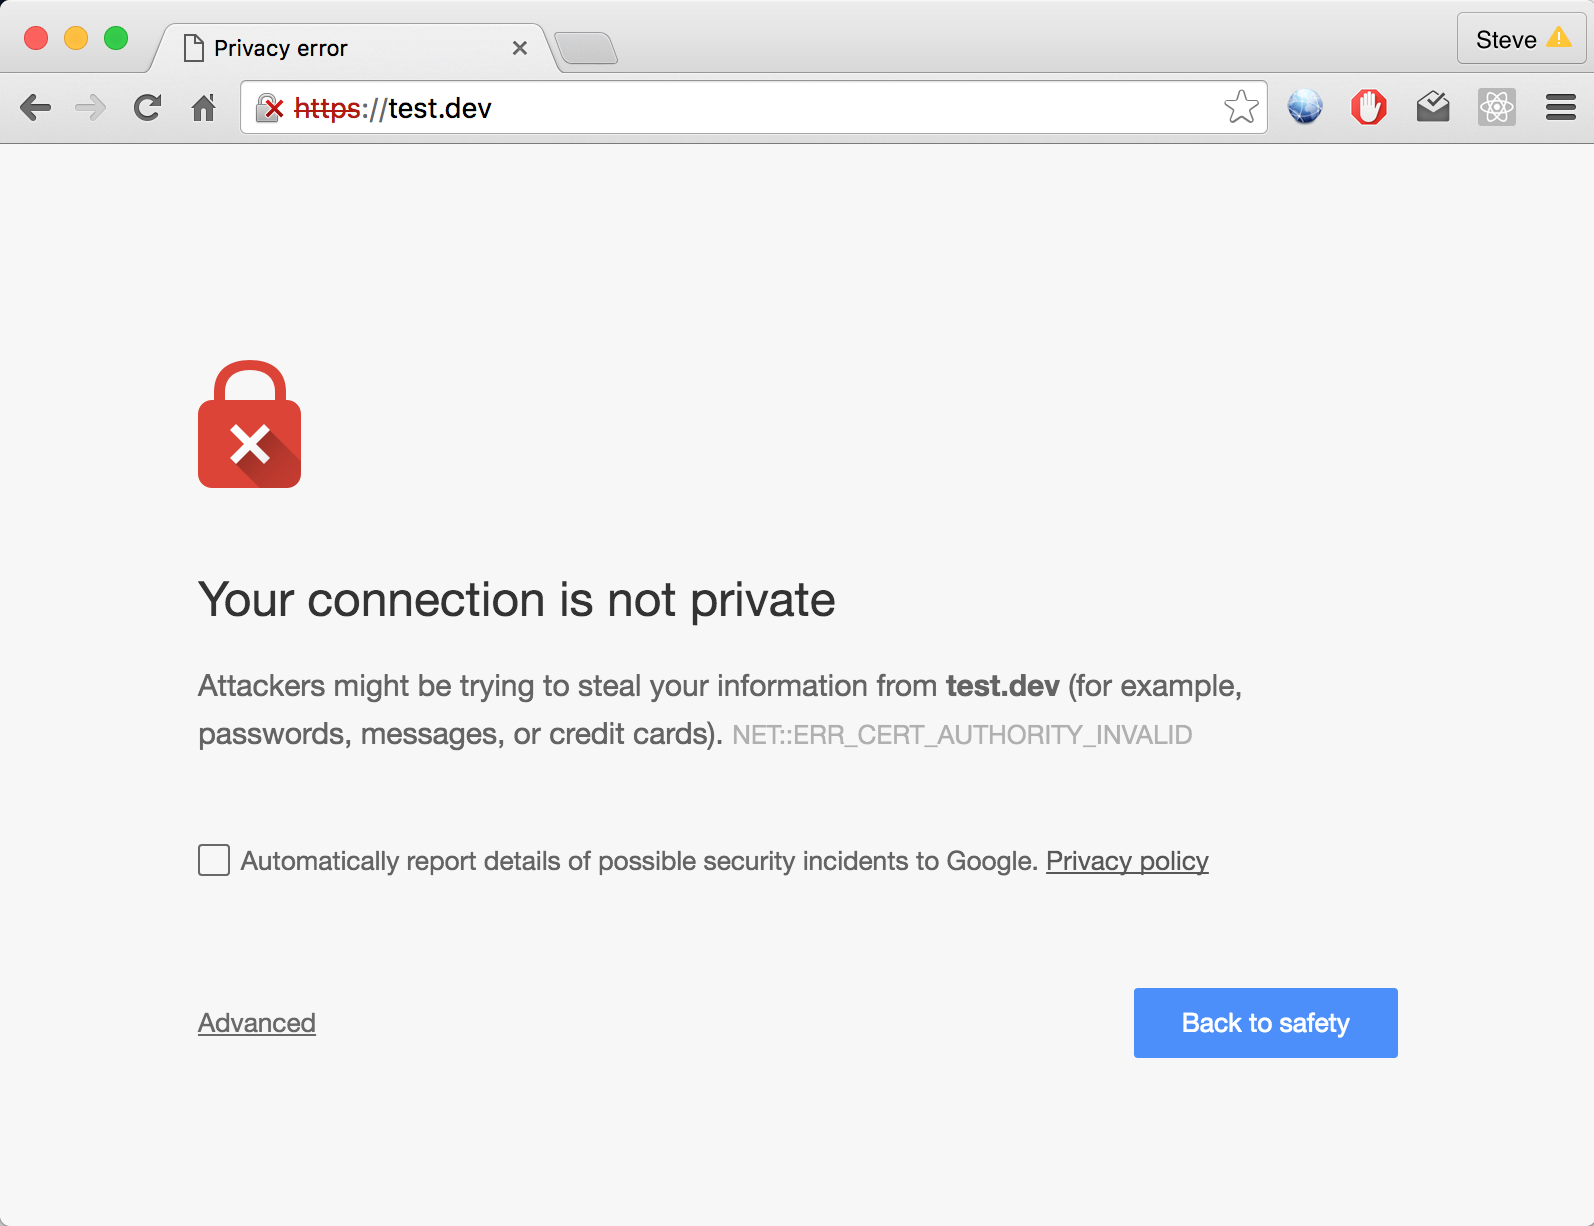 Privacy error
Steve
https://test.dev
Your connection is not private
Attackers might be trying to steal your information from test.dev (for example,
passwords, messages, or credit cards). NET::ERR_CERT_AUTHORITY_INVALID
Automatically report details of possible security incidents to Google. Privacy policy
Advanced
Back to safety